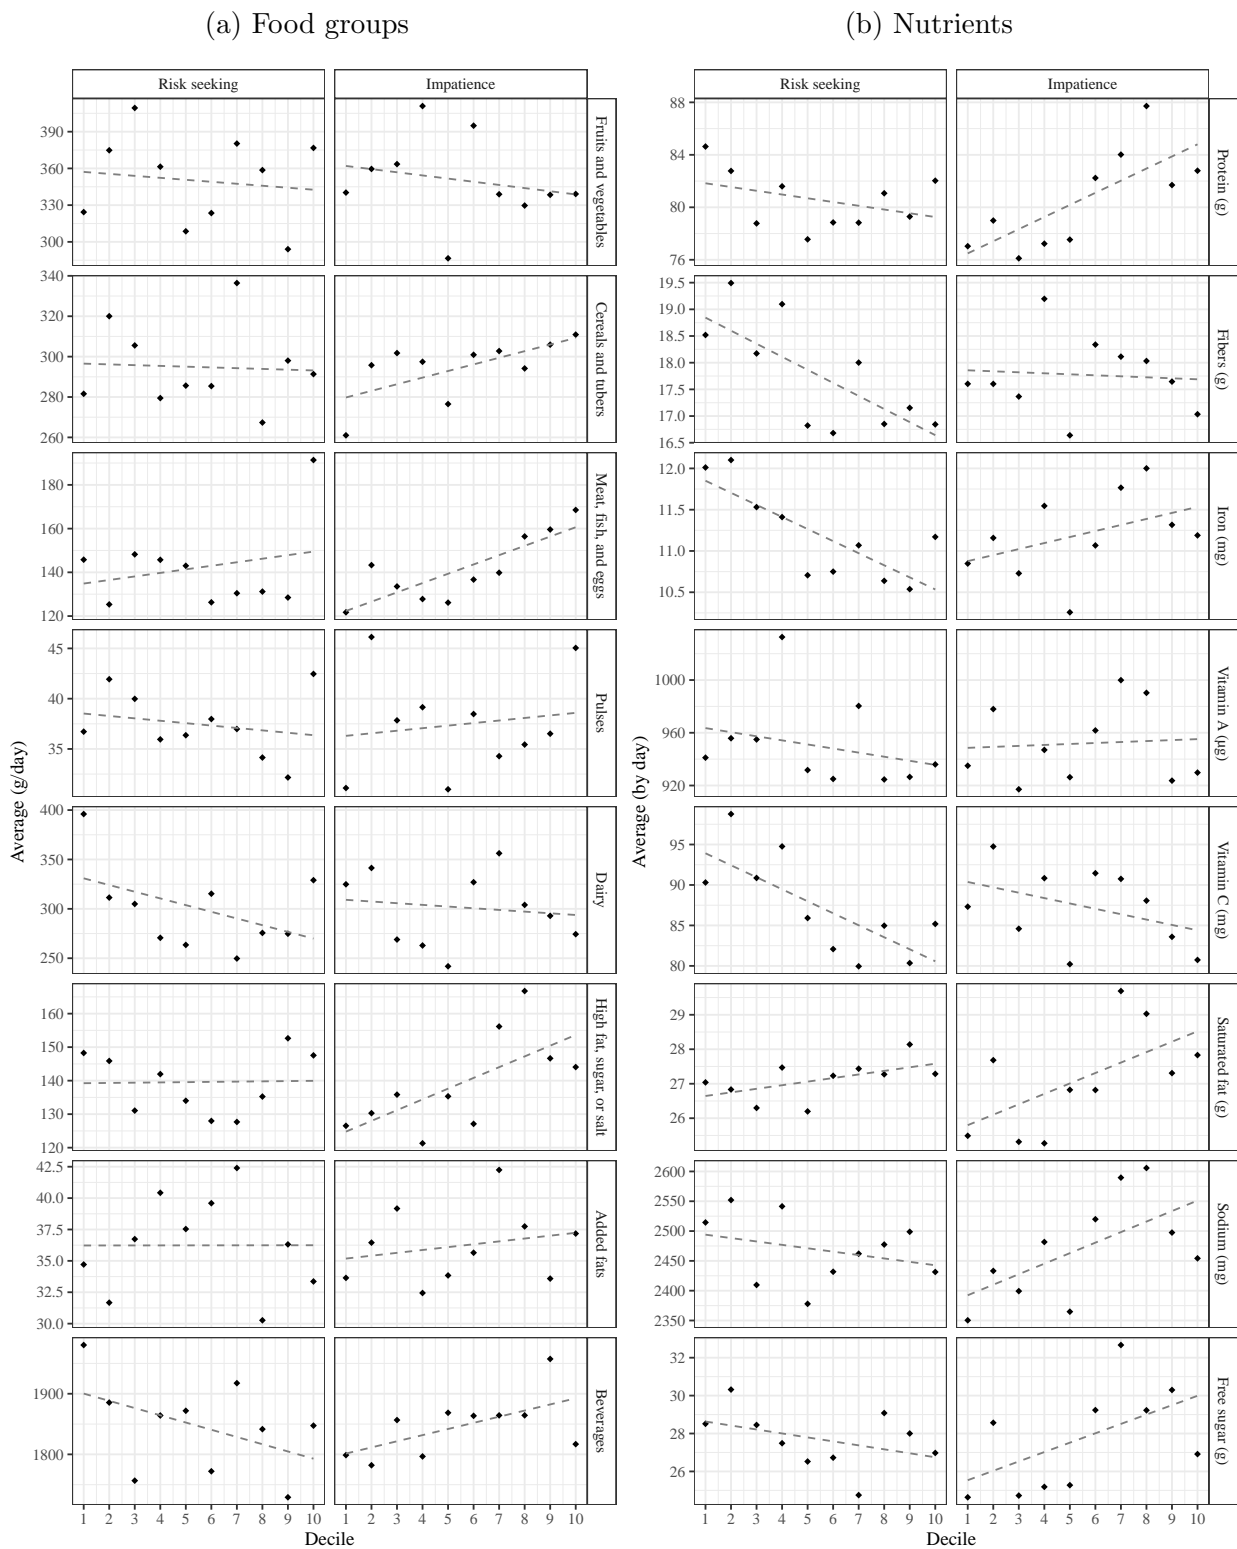 (a) Food groups
(b) Nutrients
Risk seeking
Impatience
Risk seeking
Impatience
390
360
330
300
Fruits and vegetables
88
84
80
76
Protein (g)
340
320
300
280
260
Cereals and tubers
19.5
19.0
18.5
18.0
17.5
17.0
16.5
Fibers (g)
180
160
140
120
Meat, fish, and eggs
12.0
11.5
11.0
10.5
Iron (mg)
45
40
35
Pulses
1000
960
920
Vitamin A (µg)
Average (g/day)
Average (by day)
400
350
300
250
Dairy
95
90
85
80
Vitamin C (mg)
160
150
140
130
120
High fat, sugar, or salt
29
28
27
26
Saturated fat (g)
42.5
40.0
37.5
35.0
32.5
30.0
Added fats
2600
2550
2500
2450
2400
2350
Sodium (mg)
1900
1800
Beverages
32
30
28
26
Free sugar (g)
1 2 3 4 5 6 7 8 9 10
1 2 3 4 5 6 7 8 9 10
1 2 3 4 5 6 7 8 9 10
1 2 3 4 5 6 7 8 9 10
Decile
Decile